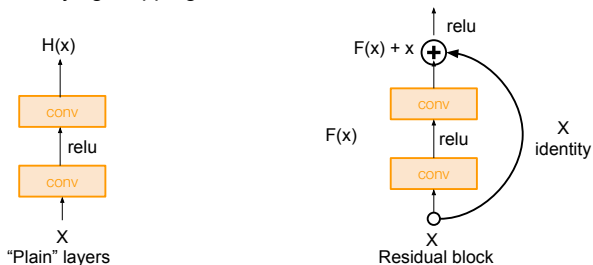 H(x)
conv
relu
conv
X
“Plain” layers
relu
F(x) + x
conv
F(x)
relu
conv
X
identity
X
Residual block